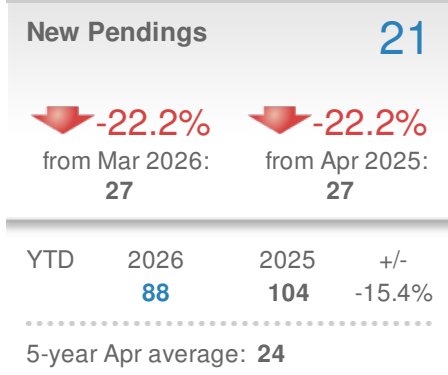 New Pendings 21
-22.2% -22.2%
from Mar 2026: from Apr 2025:
27 27
YTD 2026 2025 +/-
88 104 -15.4%
5-year Apr average: 24